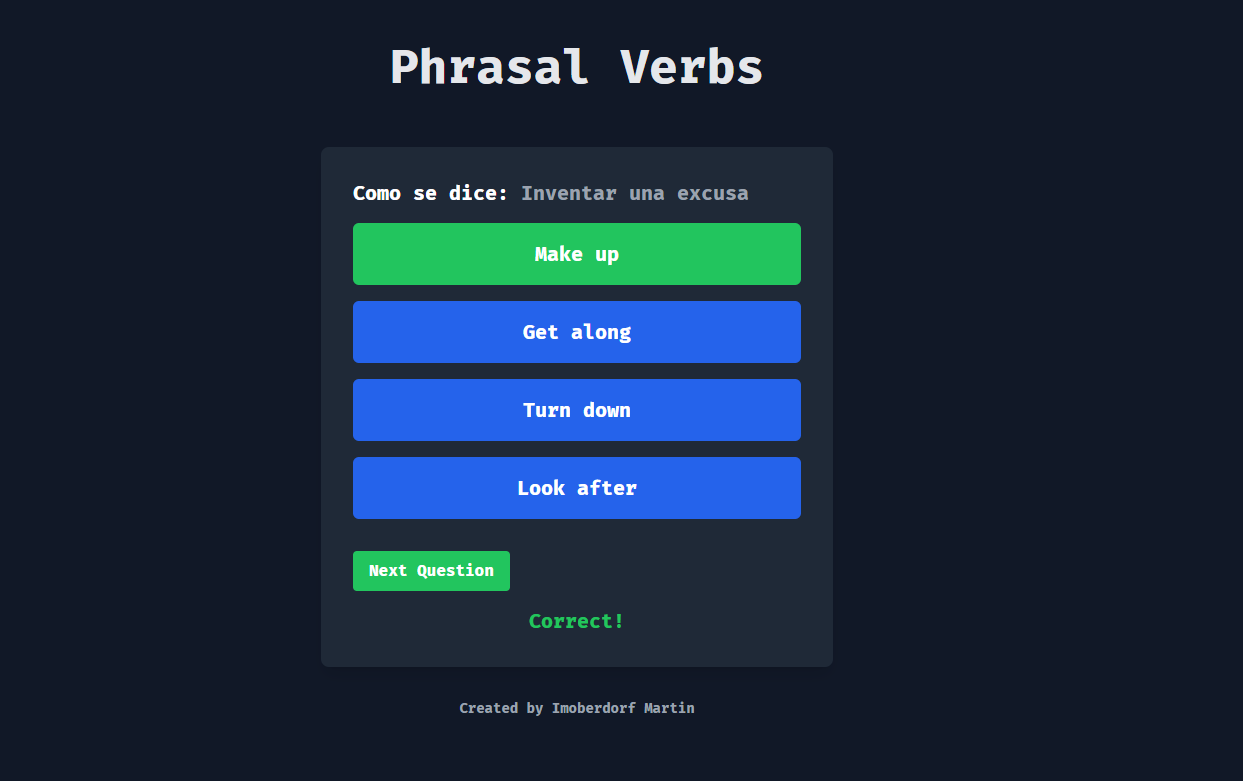 Phrasal Verbs
Como se dice: Inventar una excusa
Make up
Get along
Turn down
Look after
Next Question
Correct!
Created by Imoberdorf Martin